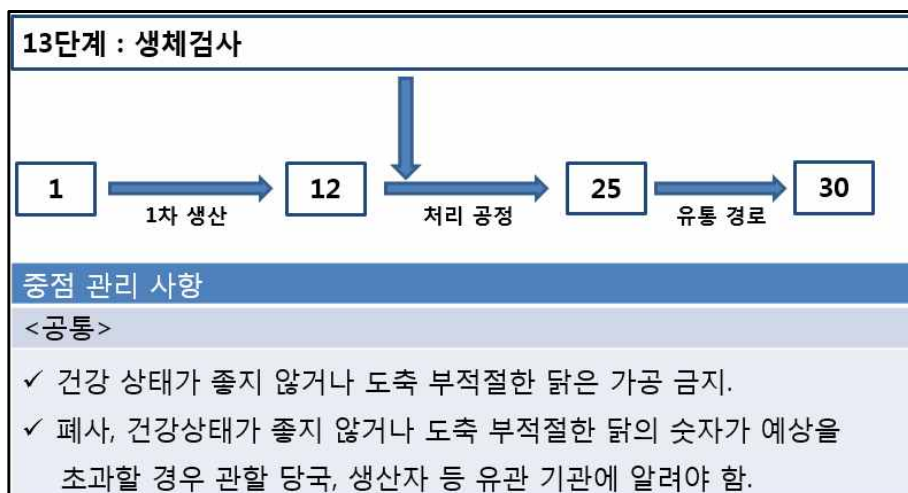 13단계 : 생체검사
1
12
25
30
1차 생산
처리 공정
유통 경로
중점 관리 사항
<공통>
✓ 건강 상태가 좋지 않거나 도축 부적절한 닭은 가공 금지.
✓ 폐사, 건강상태가 좋지 않거나 도축 부적절한 닭의 숫자가 예상을
초과할 경우 관할 당국, 생산자 등 유관 기관에 알려야 함.